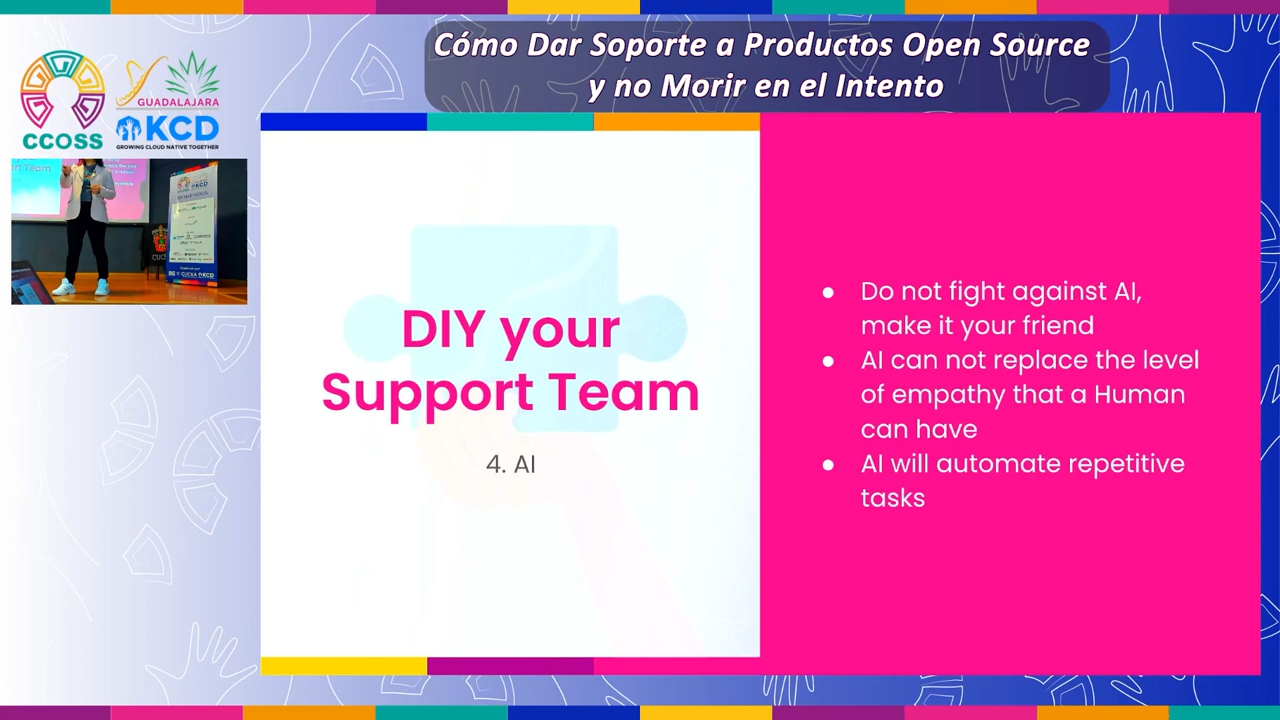 Cómo Dar Soporte a Productos Open Source
y no Morir en el Intento
CCOSS
GUADALAJARA
KCD
GROWING CLOUD NATIVE TOGETHER
DIY your
Support Team
4. AI
● Do not fight against AI,
make it your friend
● AI can not replace the level
of empathy that a Human
can have
● AI will automate repetitive
tasks